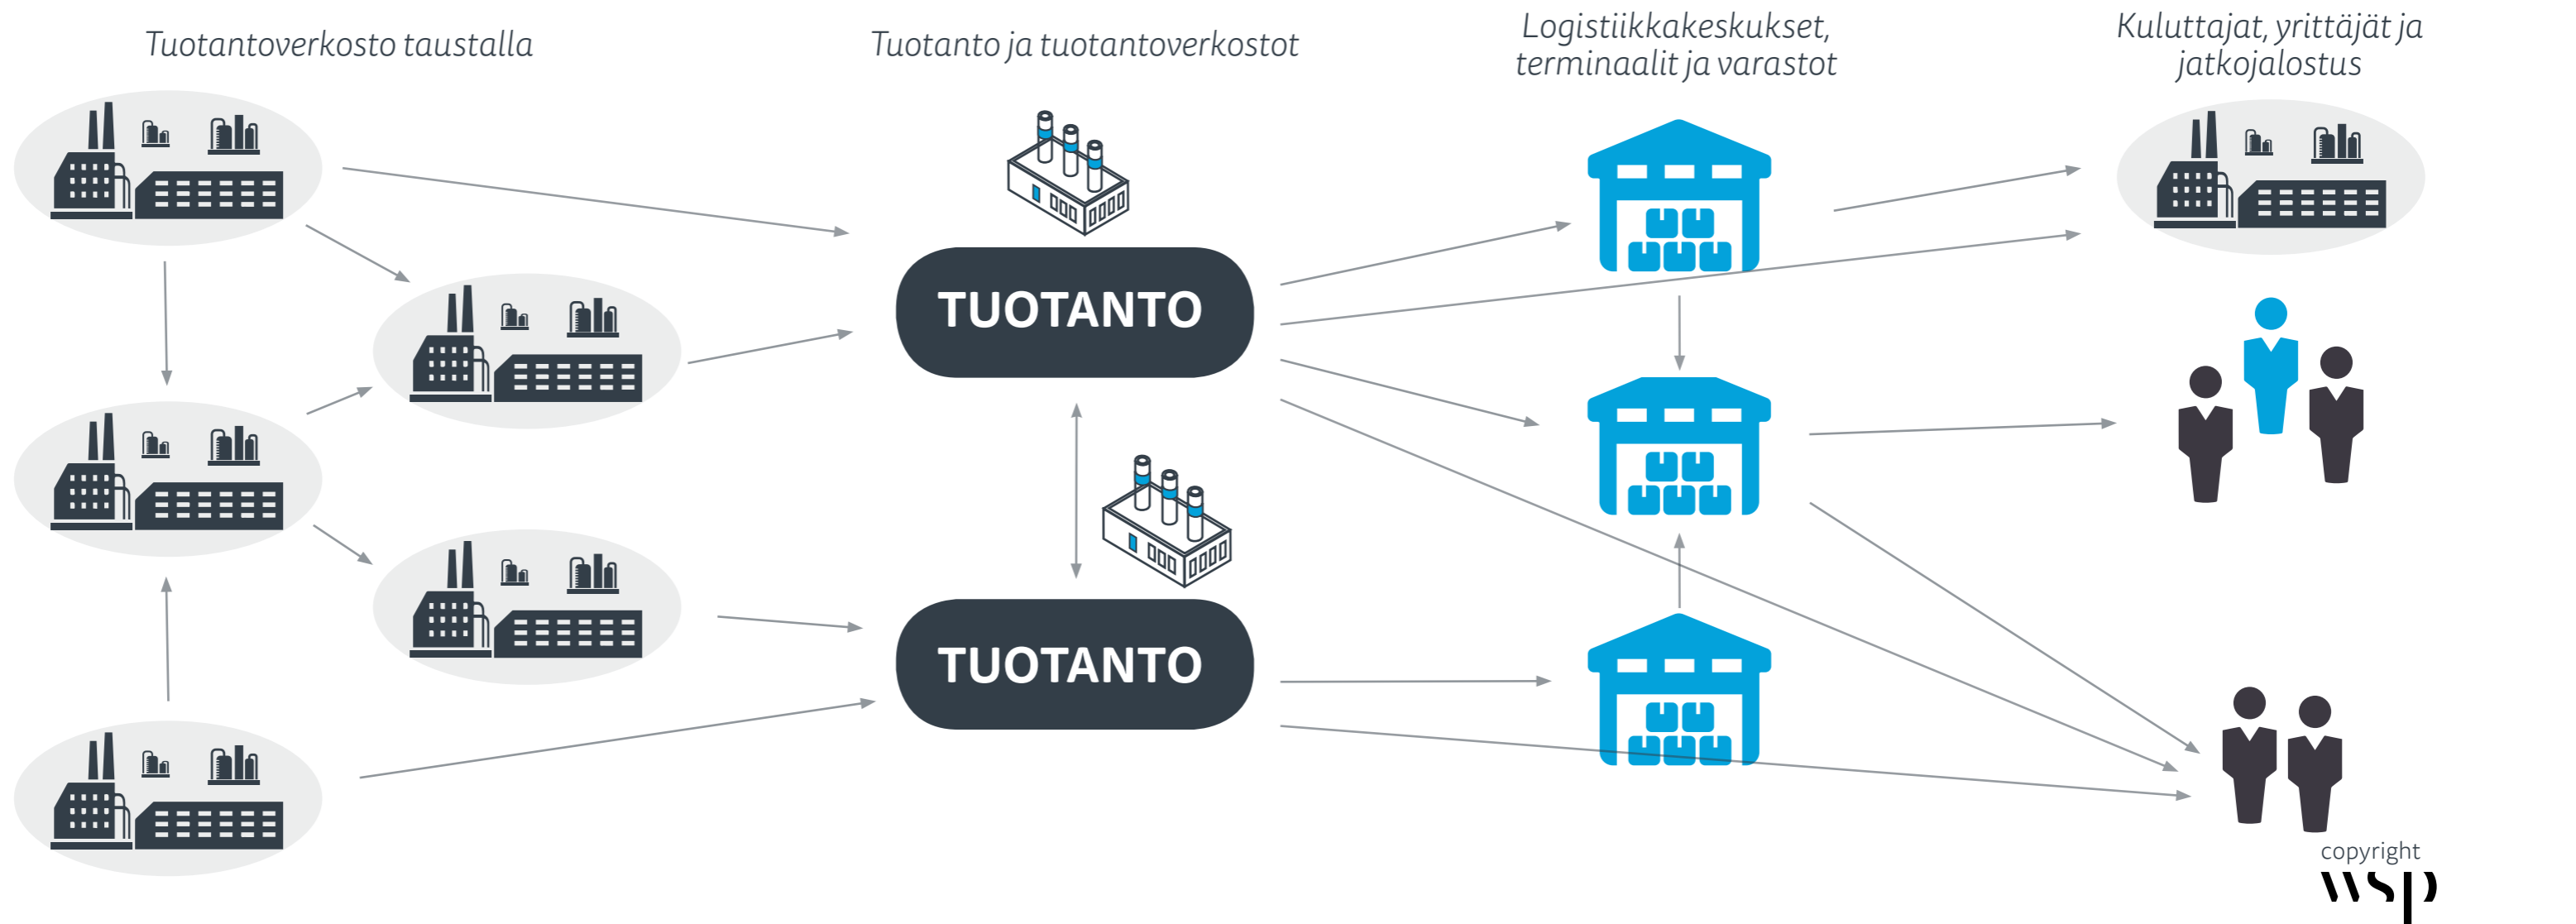 Tuotantoverkosto taustalla
Tuotanto ja tuotantoverkostot
Logistiikkakeskukset,
terminaalit ja varastot
Kuluttajat, yrittäjät ja
jatkojalostus
TUOTANTO
TUOTANTO
copyright
wsp